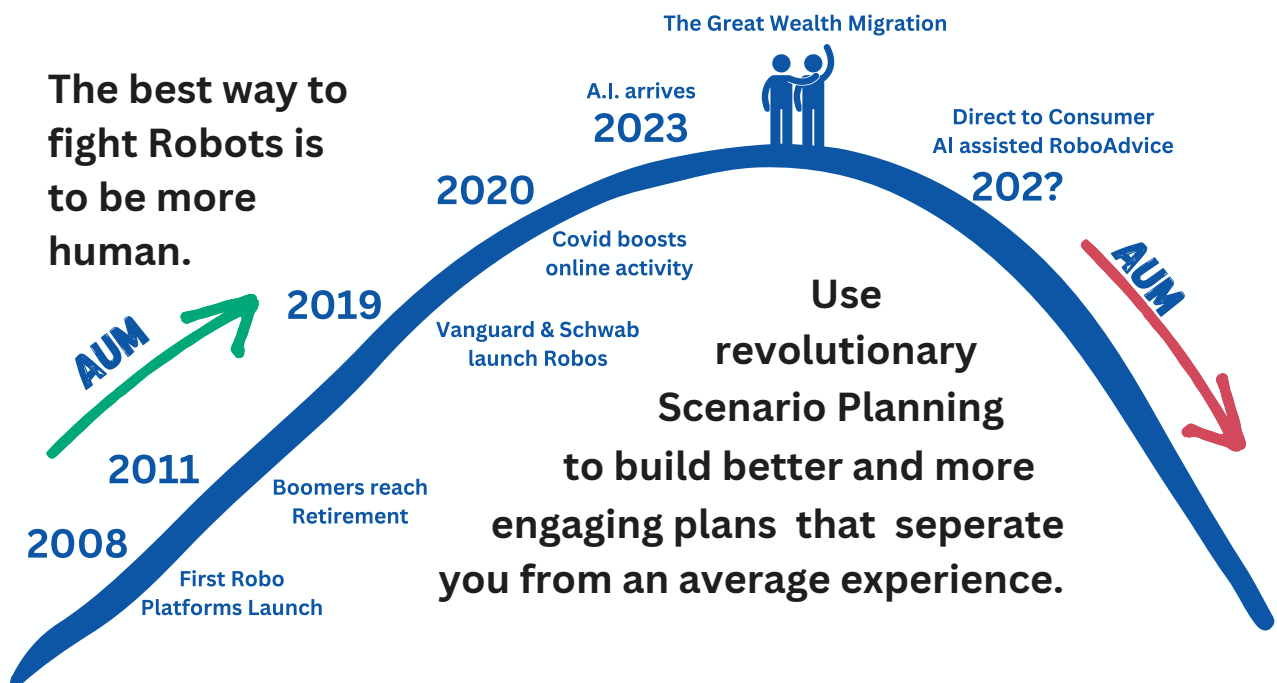 The Great Wealth Migration
The best way to
fight Robots is
to be more
human.
A.I. arrives
2023
Direct to Consumer
AI assisted RoboAdvice
202?
2020
Covid boosts
online activity
AUM
2019
Vanguard & Schwab
launch Robos
AUM
Use
revolutionary
Scenario Planning
to build better and more
engaging plans that seperate
you from an average experience.
2011
Boomers reach
Retirement
2008
First Robo
Platforms Launch